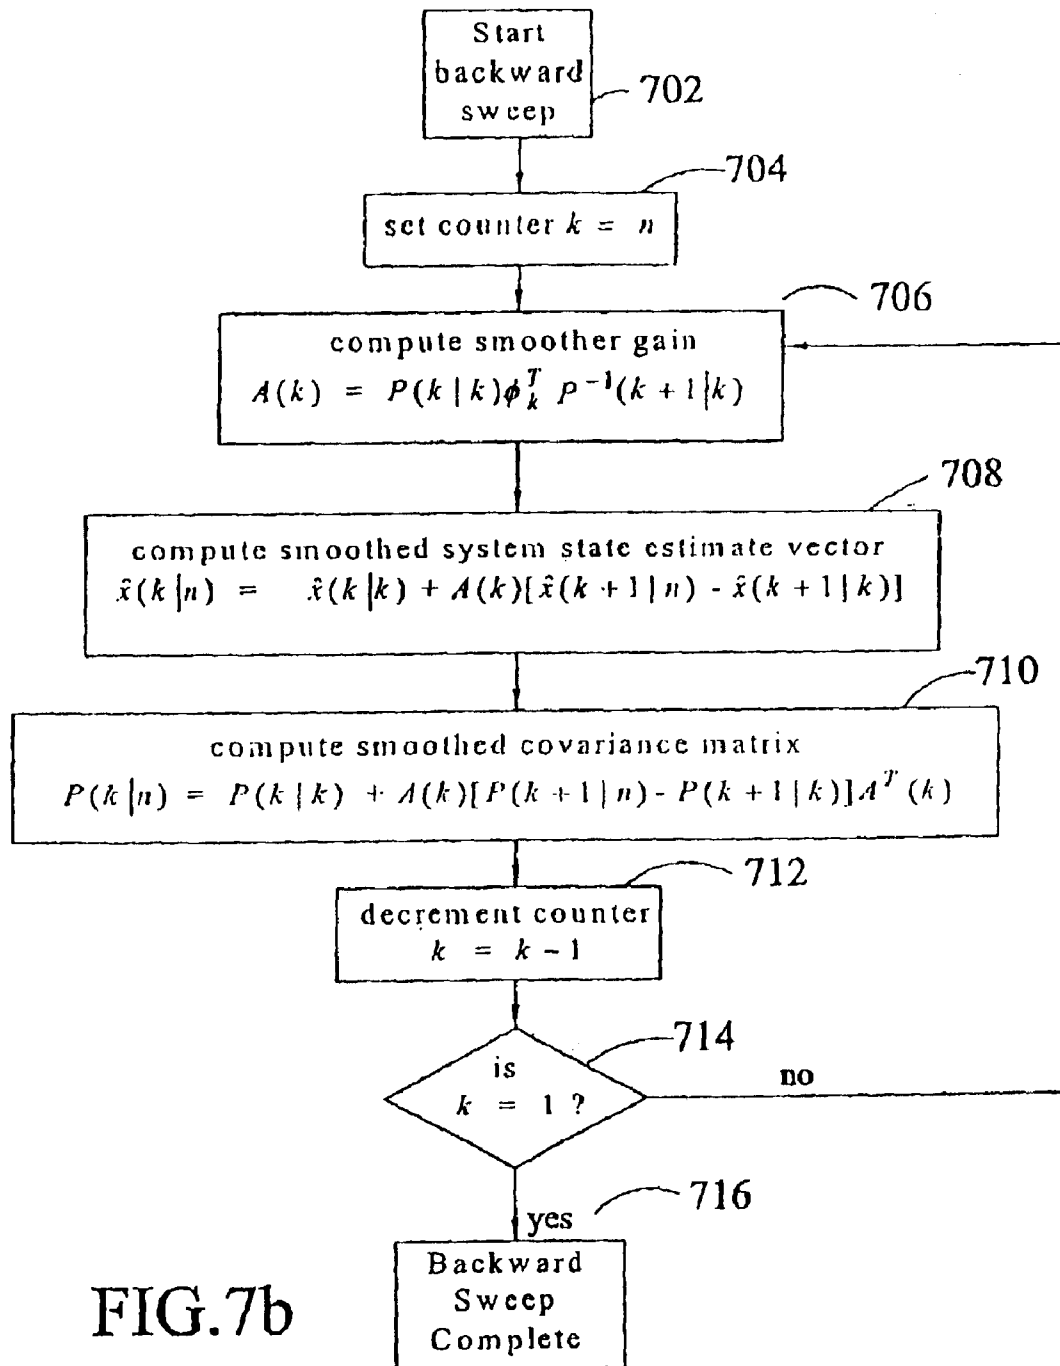 Start
backward
sweep
702
704
set counter k = n
706
compute smoother gain
A(k) = P(k|k)ϕₖᵀ P⁻¹(k+1|k)
708
compute smoothed system state estimate vector
x̂(k|n) = x̂(k|k) + A(k)[x̂(k+1|n) - x̂(k+1|k)]
710
compute smoothed covariance matrix
P(k|n) = P(k|k) + A(k)[P(k+1|n) - P(k+1|k)]Aᵀ(k)
712
decrement counter
k = k-1
714
is
k = 1 ?
no
716
yes
Backward
Sweep
Complete
FIG.7b